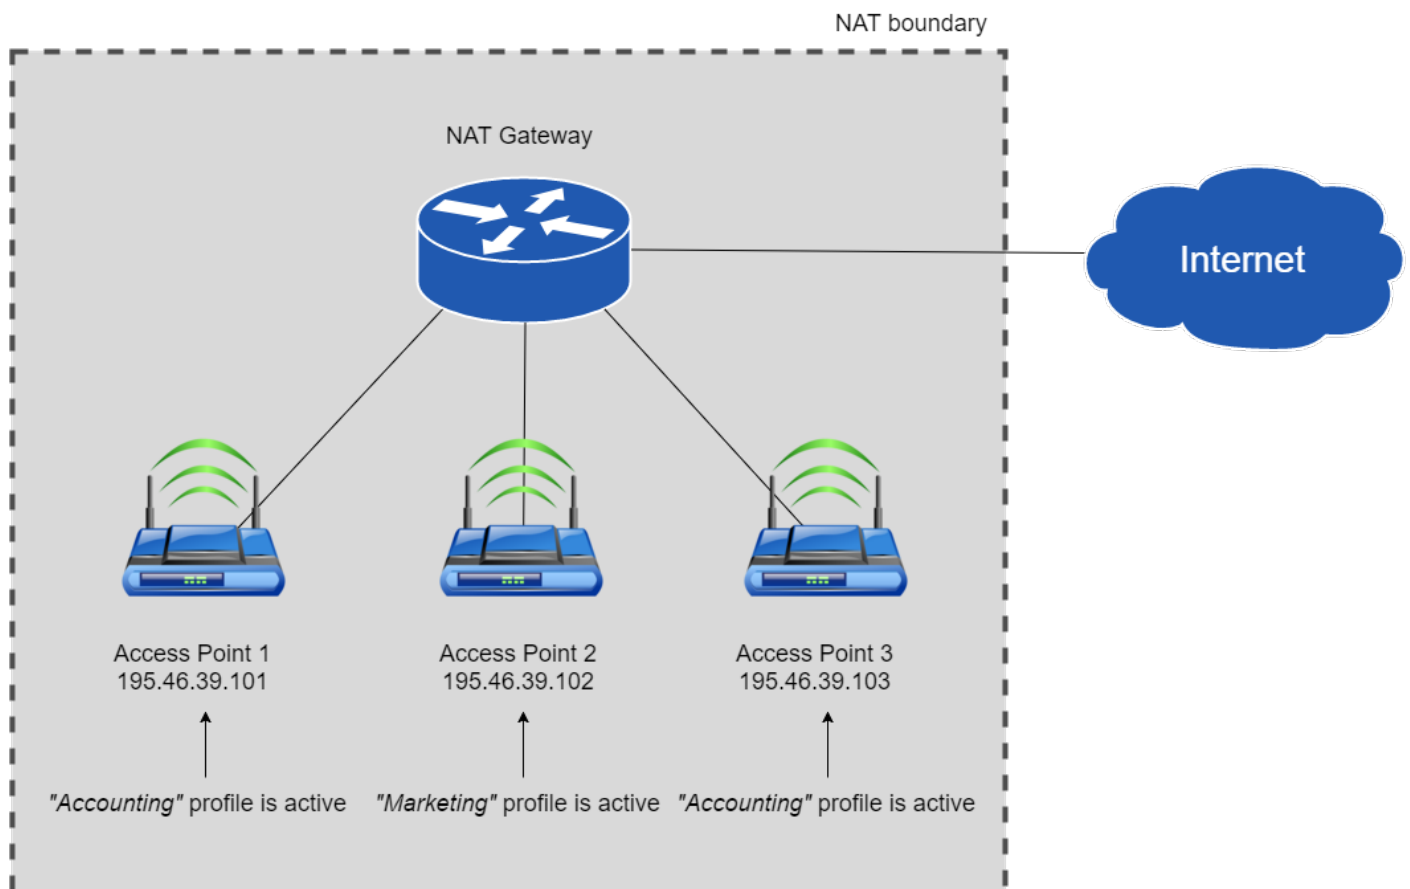 NAT boundary
NAT Gateway
Internet
Access Point 1
195.46.39.101
Access Point 2
195.46.39.102
Access Point 3
195.46.39.103
"Accounting" profile is active
"Marketing" profile is active
"Accounting" profile is active